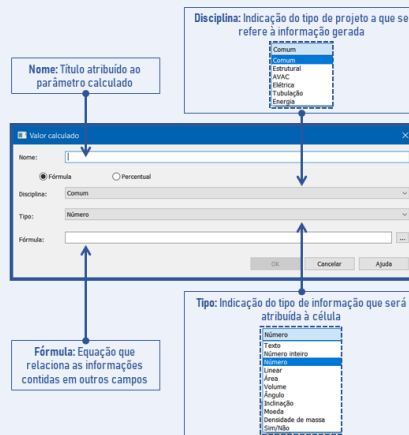 Disciplina: Indicação do tipo de projeto a que se
refere à informação gerada
Comum
Comum
Estrutural
AVAC
Elétrica
Tubulação
Energia
Nome: Título atribuído ao
parâmetro calculado
Valor calculado
Nome:
Fórmula Percentual
Disciplina: Comum
Tipo: Número
Fórmula: ...
OK Cancelar Ajuda
Tipo: Indicação do tipo de informação que será
atribuída à célula
Número
Texto
Número inteiro
Número
Linear
Área
Volume
Ângulo
Inclinação
Moeda
Densidade de massa
Sim/Não
Fórmula: Equação que
relaciona as informações
contidas em outros campos